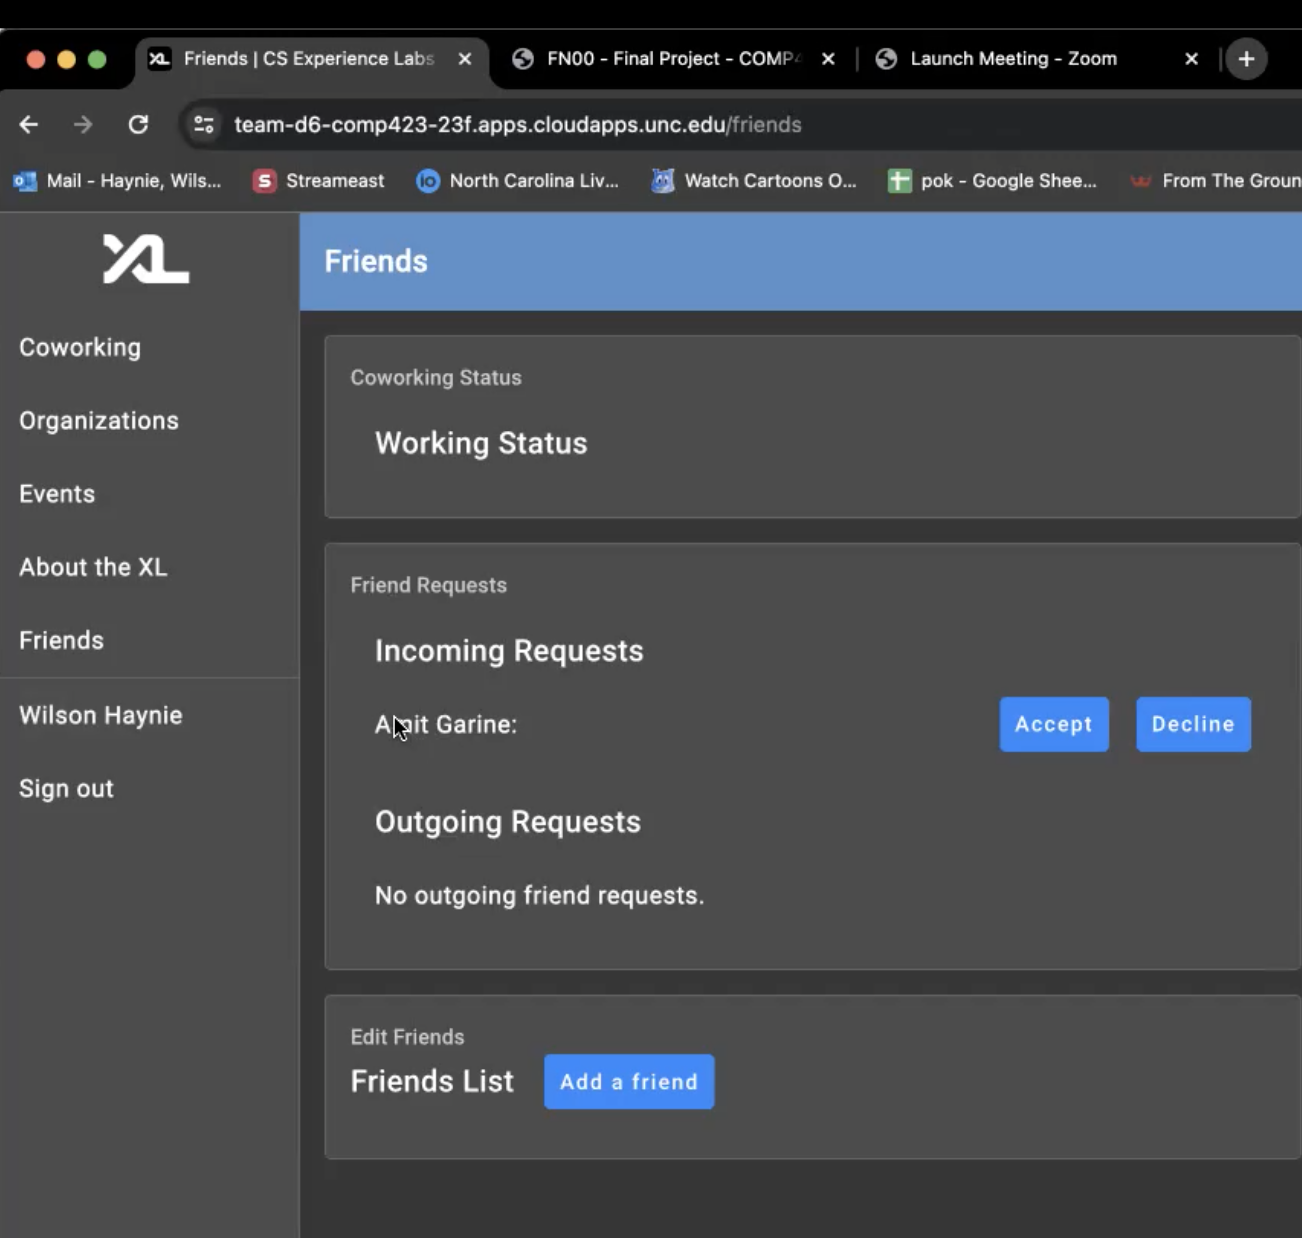 Friends | CS Experience Labs
FN00 - Final Project - COMP4
Launch Meeting - Zoom
team-d6-comp423-23f.apps.cloudapps.unc.edu/friends
Mail - Haynie, Wils...
S Streameast
North Carolina Liv...
Watch Cartoons O...
pok - Google Shee...
From The Groun
XL
Friends
Coworking
Organizations
Events
About the XL
Friends
Wilson Haynie
Sign out
Coworking Status
Working Status
Friend Requests
Incoming Requests
Garine:
Accept
Decline
Outgoing Requests
No outgoing friend requests.
Edit Friends
Friends List
Add a friend